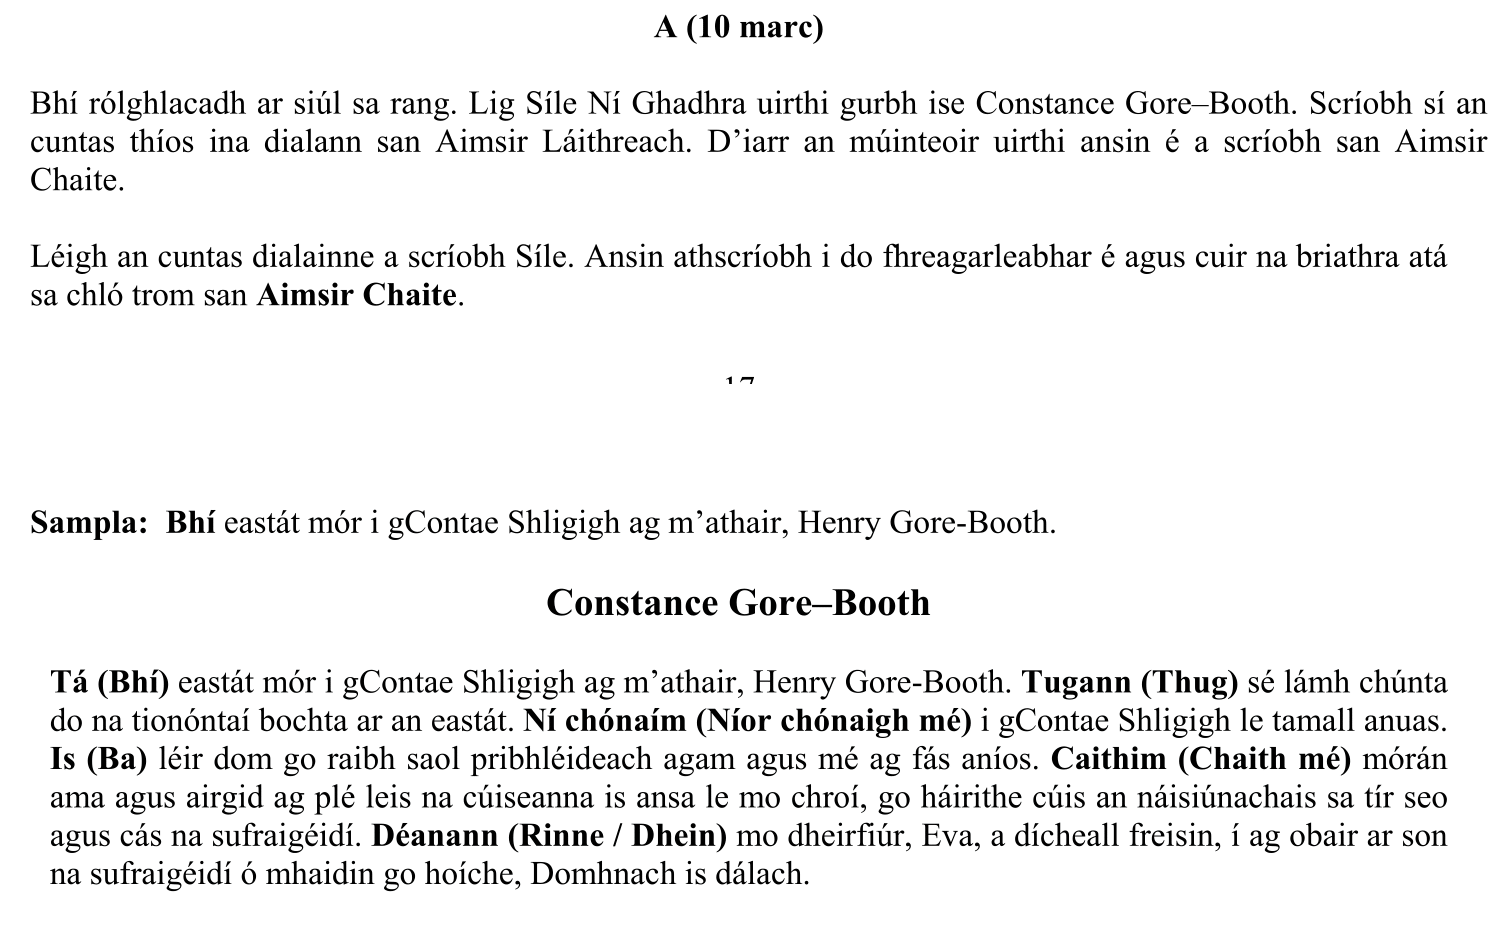 A (10 marc)
Bhí rólghlacadh ar siúl sa rang. Lig Síle Ní Ghadhra uirthi gurbh ise Constance Gore–Booth. Scríobh sí an
cuntas thíos ina dialann san Aimsir Láithreach. D’iarr an múinteoir uirthi ansin é a scríobh san Aimsir
Chaite.
Léigh an cuntas dialainne a scríobh Síle. Ansin athscríobh i do fhreagarleabhar é agus cuir na briathra atá
sa chló trom san Aimsir Chaite.
Sampla: Bhí eastát mór i gContae Shligigh ag m’athair, Henry Gore-Booth.
Constance Gore–Booth
Tá (Bhí) eastát mór i gContae Shligigh ag m’athair, Henry Gore-Booth. Tugann (Thug) sé lámh chúnta
do na tionóntaí bochta ar an eastát. Ní chónaím (Níor chónaigh mé) i gContae Shligigh le tamall anuas.
Is (Ba) léir dom go raibh saol pribhléideach agam agus mé ag fás aníos. Caithim (Chaith mé) mórán
ama agus airgid ag plé leis na cúiseanna is ansa le mo chroí, go háirithe cúis an náisiúnachais sa tír seo
agus cás na sufraigéidí. Déanann (Rinne / Dhein) mo dheirfiúr, Eva, a dícheall freisin, í ag obair ar son
na sufraigéidí ó mhaidin go hoíche, Domhnach is dálach.